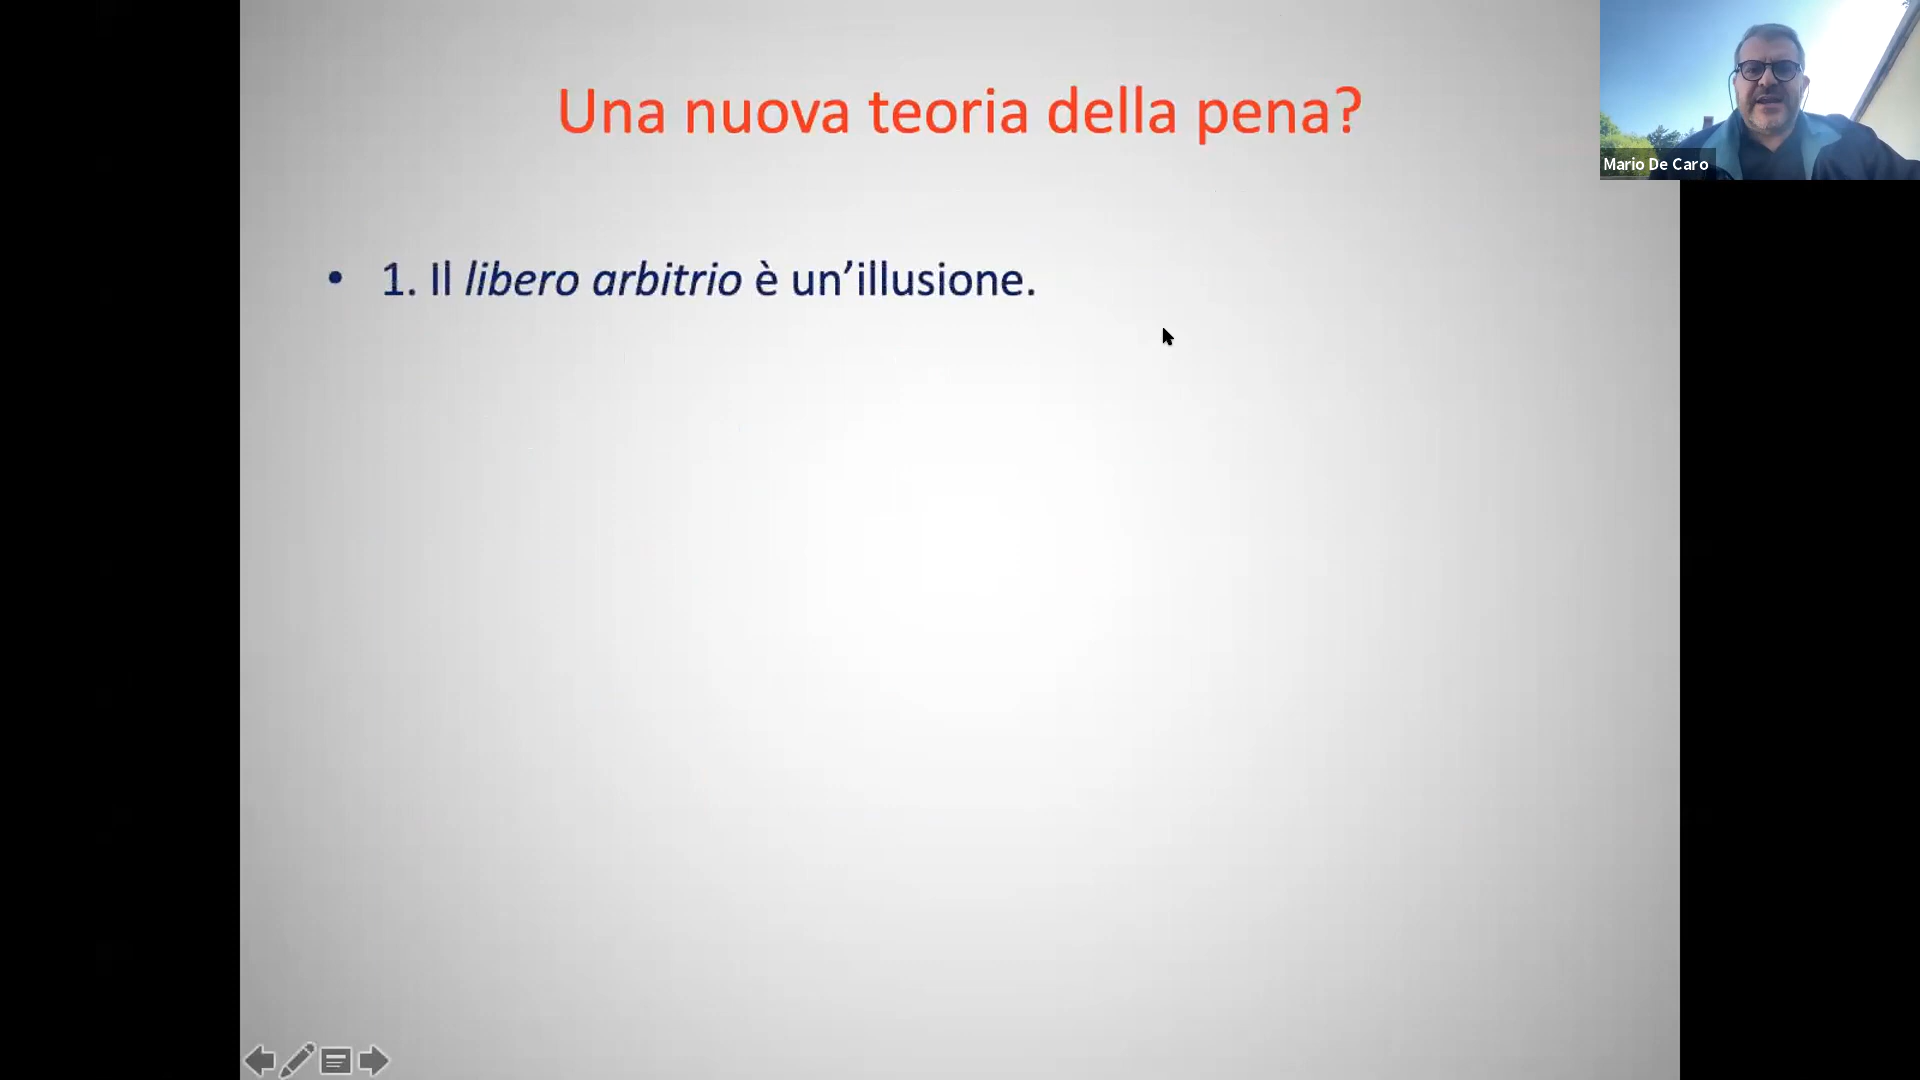 Una nuova teoria della pena?
Mario De Caro
• 1. Il libero arbitrio è un’illusione.